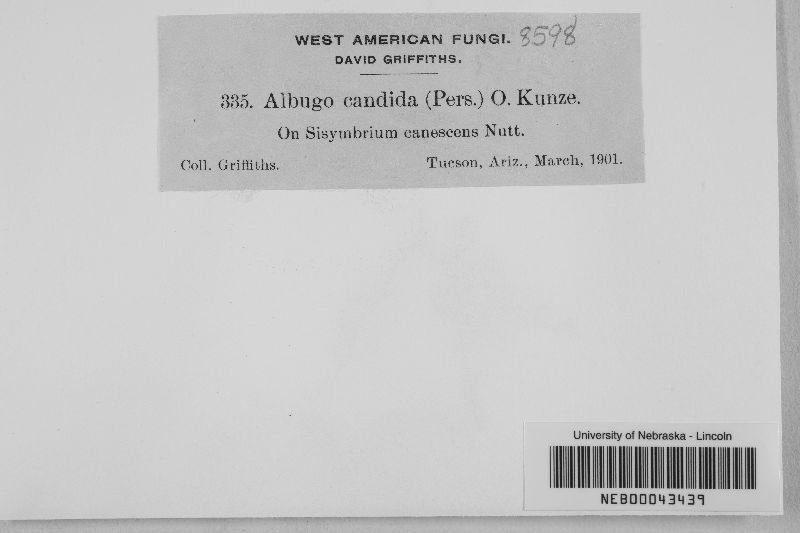 WEST AMERICAN FUNGI. 8598
DAVID GRIFFITHS.
335. Albugo candida (Pers.) O. Kunze.
On Sisymbrium canescens Nutt.
Coll. Griffiths. Tucson, Ariz., March, 1901.
University of Nebraska - Lincoln
NEB00043439